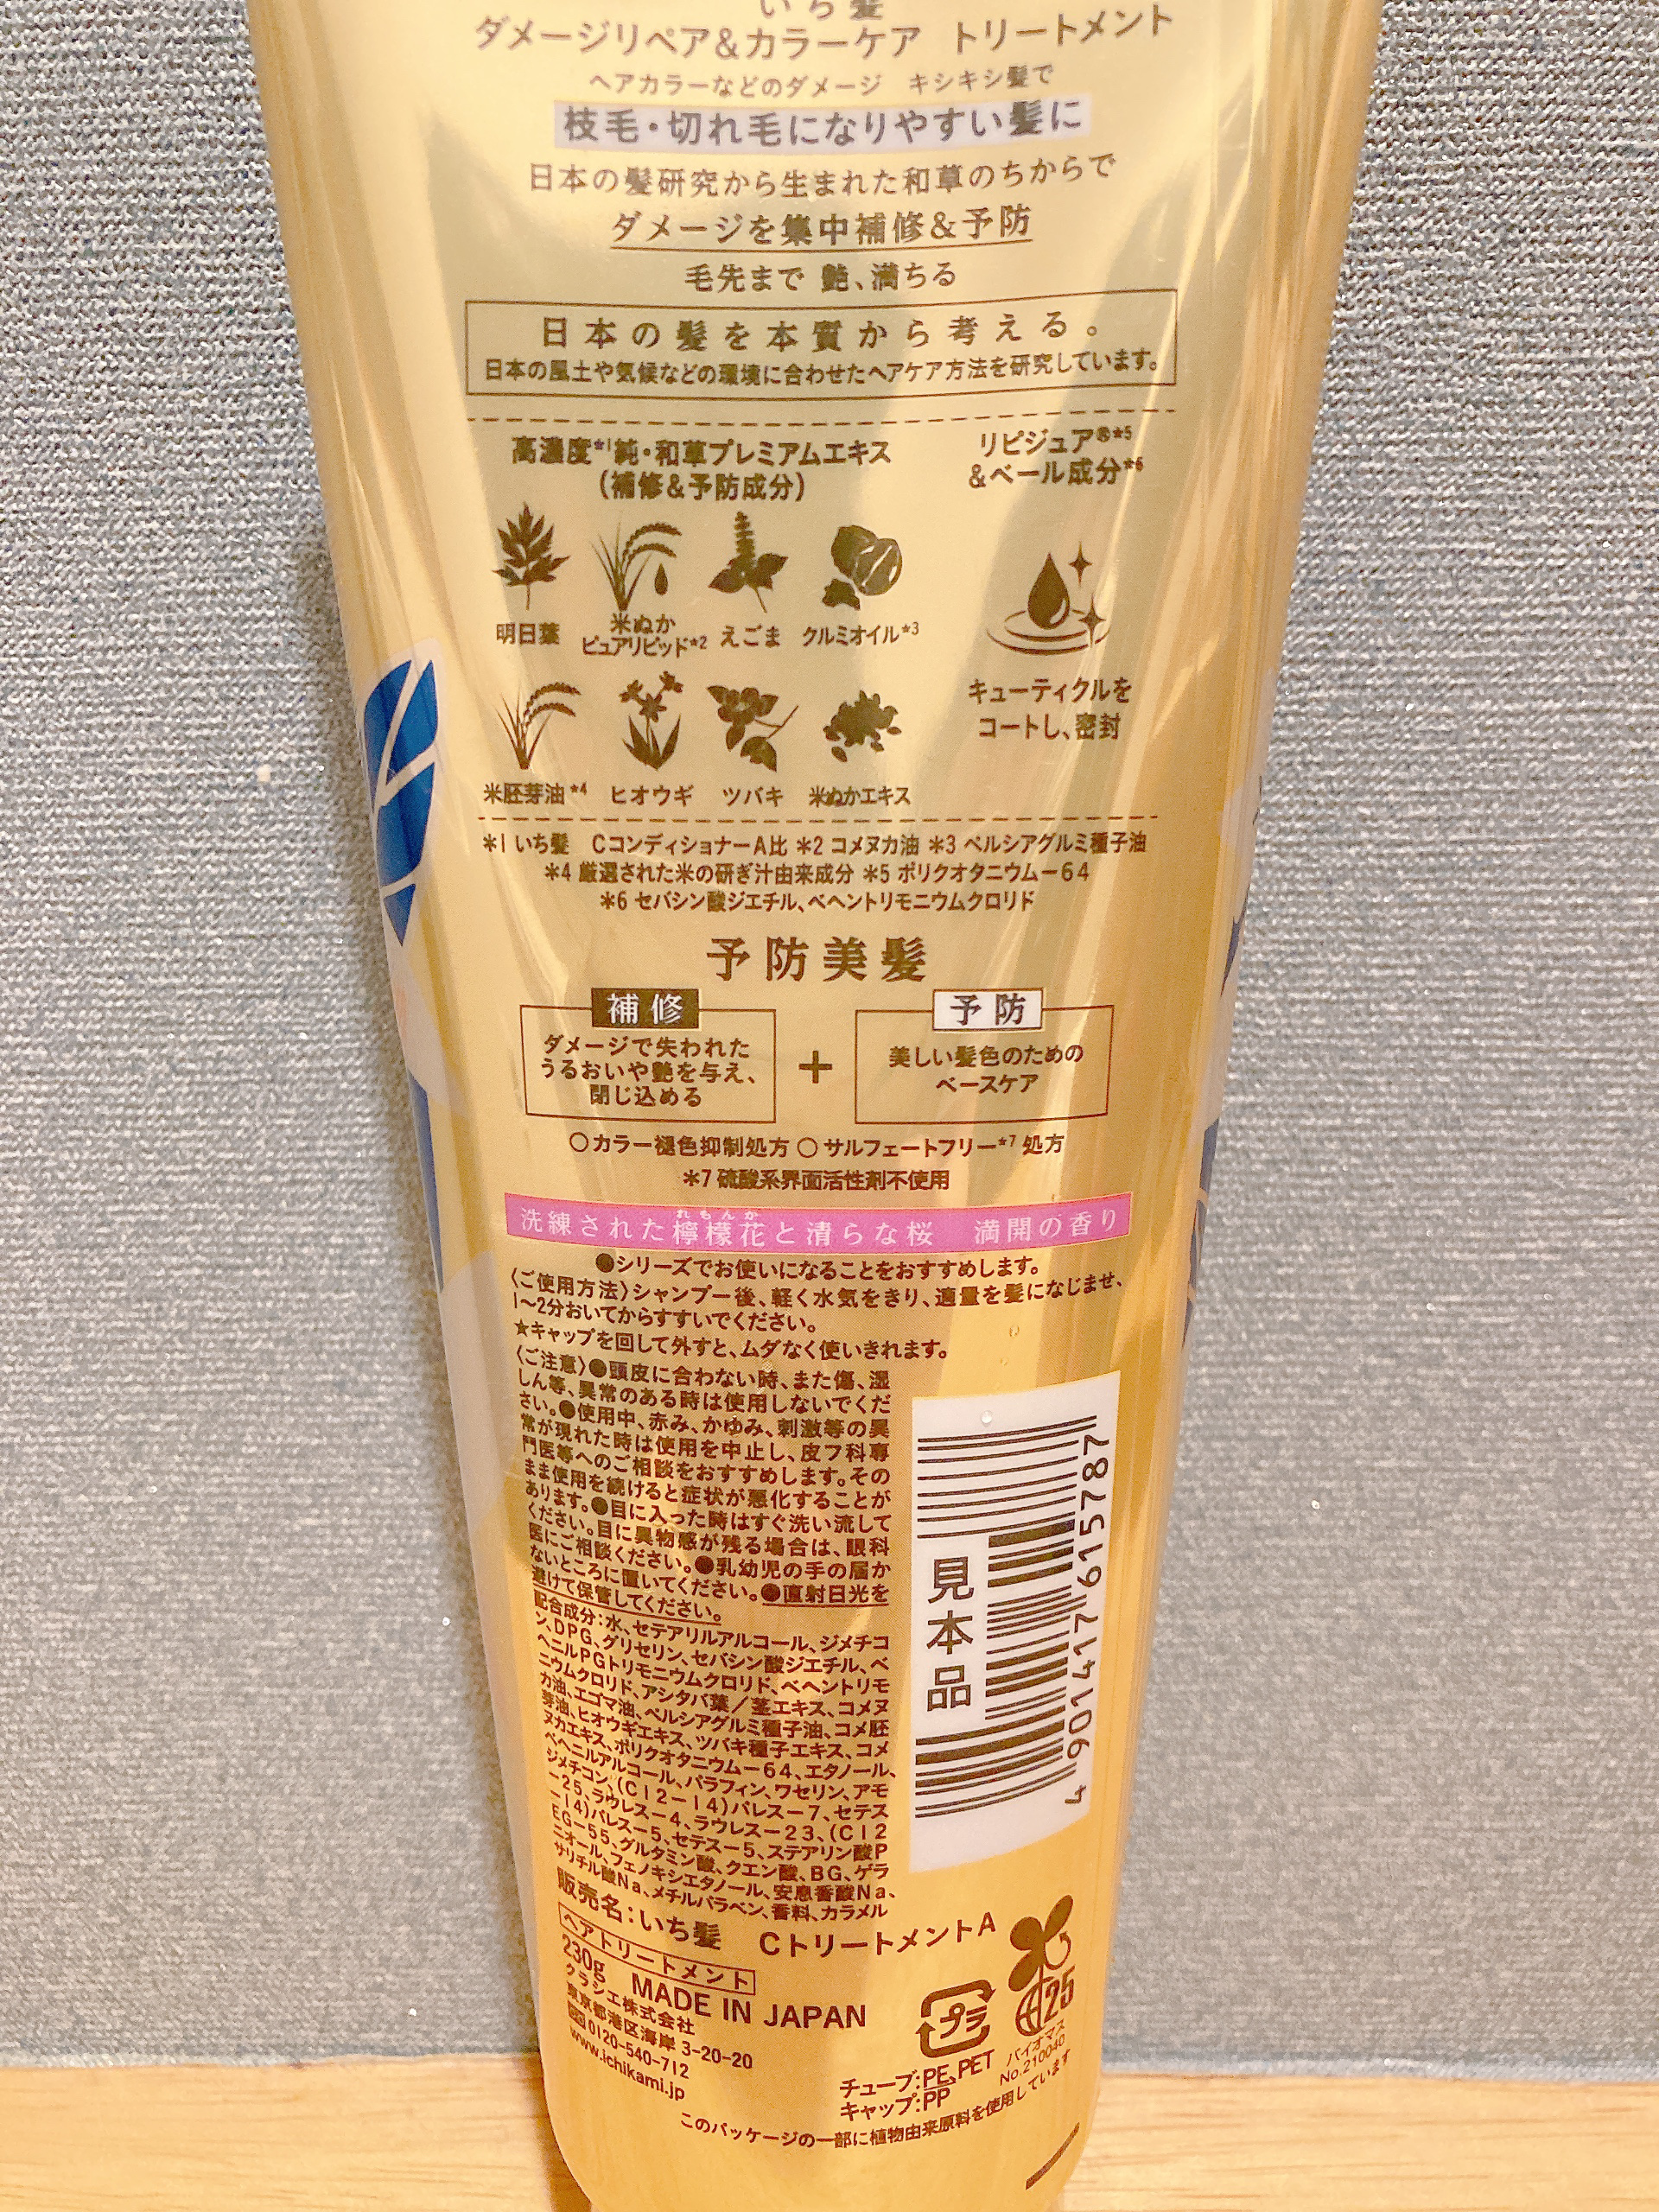 いち髪
ダメージリペア&カラーケア トリートメント
ヘアカラーなどのダメージ キシキシ髪で
枝毛・切れ毛になりやすい髪に
日本の髪研究から生まれた和草のちからで
ダメージを集中補修&予防
毛先まで 艶、満ちる
日本の髪を本質から考える。
日本の風土や気候などの環境に合わせたヘアケア方法を研究しています。
高濃度*1純・和草プレミアムエキス
(補修&予防成分)
リピジュア®*5
&ベール成分*6
明日葉
米ぬか
ピュアリピッド*2
えごま
クルミオイル*3
米胚芽油*4
ヒオウギ
ツバキ
米ぬかエキス
キューティクルを
コートし、密封
*1 いち髪 CコンディショナーA比 *2 コメヌカ油 *3 ペルシアグルミ種子油
*4 厳選された米の研ぎ汁由来成分 *5 ポリクオタニウム-64
*6 セバシン酸ジエチル、ベヘントリモニウムクロリド
予防美髪
補修
ダメージで失われた
うるおいや艶を与え、
閉じ込める
+
予防
美しい髪色のための
ベースケア
○カラー褪色抑制処方 ○サルフェートフリー*7 処方
*7 硫酸系界面活性剤不使用
れもんか
洗練された檸檬花と清らな桜 満開の香り
●シリーズでお使いになることをおすすめします。
〈ご使用方法〉シャンプー後、軽く水気をきり、適量を髪になじませ、
1~2分おいてからすすいでください。
★キャップを回して外すと、ムダなく使いきれます。
〈ご注意〉●頭皮に合わない時、また傷、湿
しん等、異常のある時は使用しないでくだ
さい。●使用中、赤み、かゆみ、刺激等の異
常が現れた時は使用を中止し、皮フ科専
門医等へのご相談をおすすめします。その
まま使用を続けると症状が悪化することが
あります。●目に入った時はすぐ洗い流して
ください。目に異物感が残る場合は、眼科
医にご相談ください。●乳幼児の手の届か
ないところに置いてください。●直射日光を
避けて保管してください。
配合成分:水、セテアリルアルコール、ジメチコ
ン、DPG、グリセリン、セバシン酸ジエチル、ベ
ヘニルPGトリモニウムクロリド、ベヘントリモ
ニウムクロリド、アシタバ葉/茎エキス、コメヌ
カ油、エゴマ油、ペルシアグルミ種子油、コメ胚
芽油、ヒオウギエキス、ツバキ種子エキス、コメ
ヌカエキス、ポリクオタニウム-64、エタノール、
ベヘニルアルコール、パラフィン、ワセリン、アモ
ジメチコン、(C12-14)パレス-7、セテス
-25、ラウレス-4、ラウレス-23、(C12
-14)パレス-5、セテス-5、ステアリン酸P
EG-55、グルタミン酸、クエン酸、BG、ゲラ
ニオール、フェノキシエタノール、安息香酸Na、
サリチル酸Na、メチルパラベン、香料、カラメル
見本品
4 901417 615787
販売名:いち髪 CトリートメントA
ヘアトリートメント
230g MADE IN JAPAN
クラシエ株式会社
東京都港区海岸 3-20-20
0120-540-712
www.ichikami.jp
プラ
チューブ:PE、PET
キャップ:PP
25
バイオマス
No.210040
このパッケージの一部に植物由来原料を使用しています